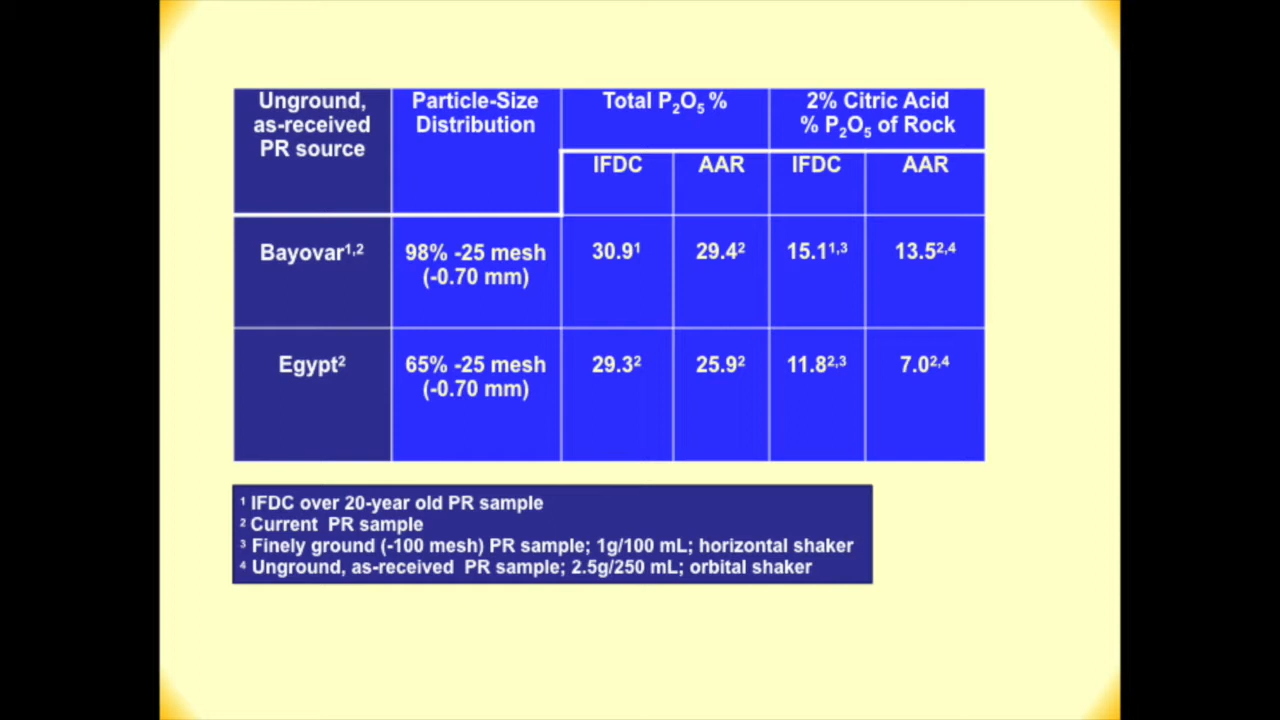 Unground,
as-received
PR source
Particle-Size
Distribution
Total P₂O₅ %
2% Citric Acid
% P₂O₅ of Rock
IFDC AAR IFDC AAR
Bayovar¹,² 98% -25 mesh 30.9¹ 29.4² 15.1¹,³ 13.5²,⁴
(-0.70 mm)
Egypt² 65% -25 mesh 29.3² 25.9² 11.8²,³ 7.0²,⁴
(-0.70 mm)
¹ IFDC over 20-year old PR sample
² Current PR sample
³ Finely ground (-100 mesh) PR sample; 1g/100 mL; horizontal shaker
⁴ Unground, as-received PR sample; 2.5g/250 mL; orbital shaker